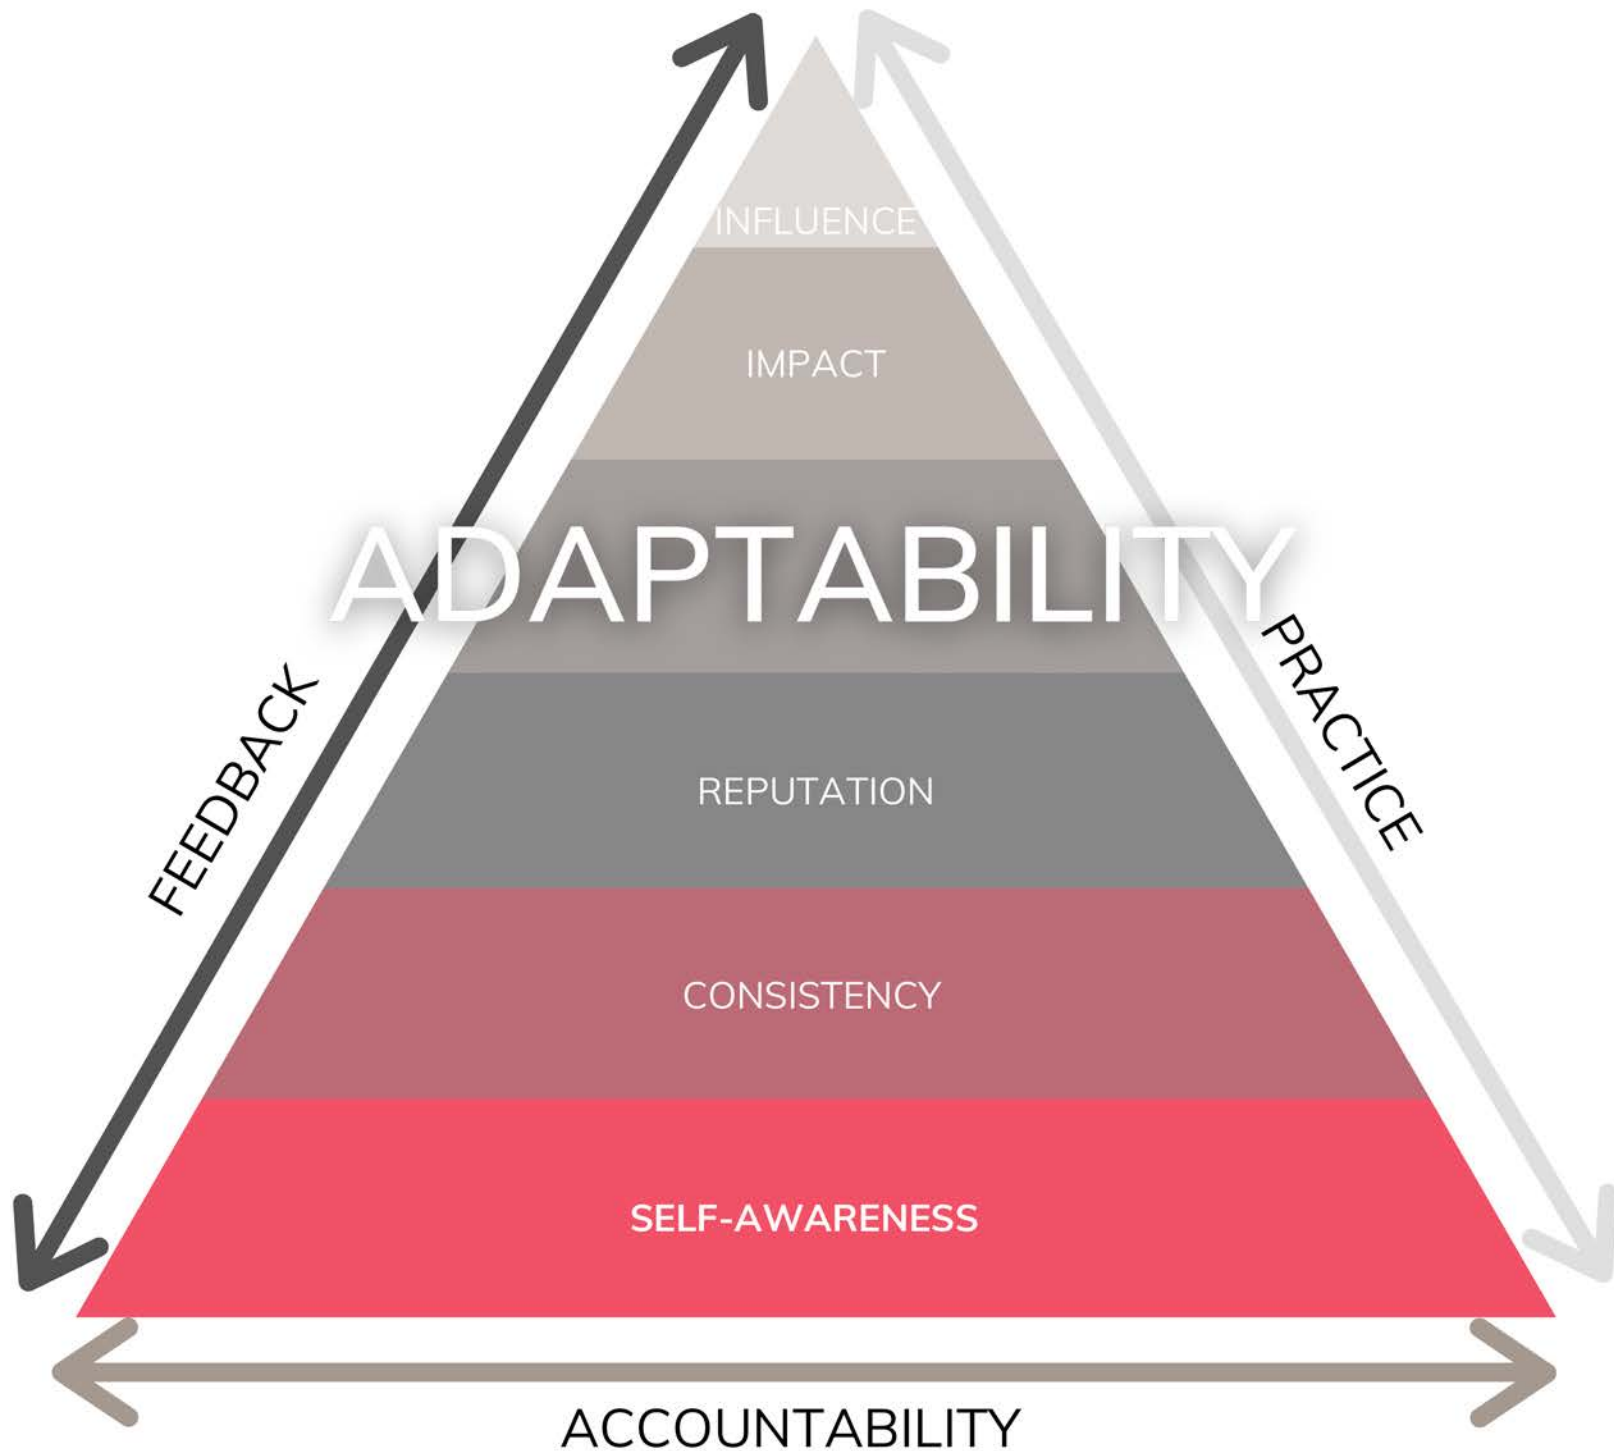 INFLUENCE
IMPACT
ADAPTABILITY
FEEDBACK
PRACTICE
REPUTATION
CONSISTENCY
SELF-AWARENESS
ACCOUNTABILITY